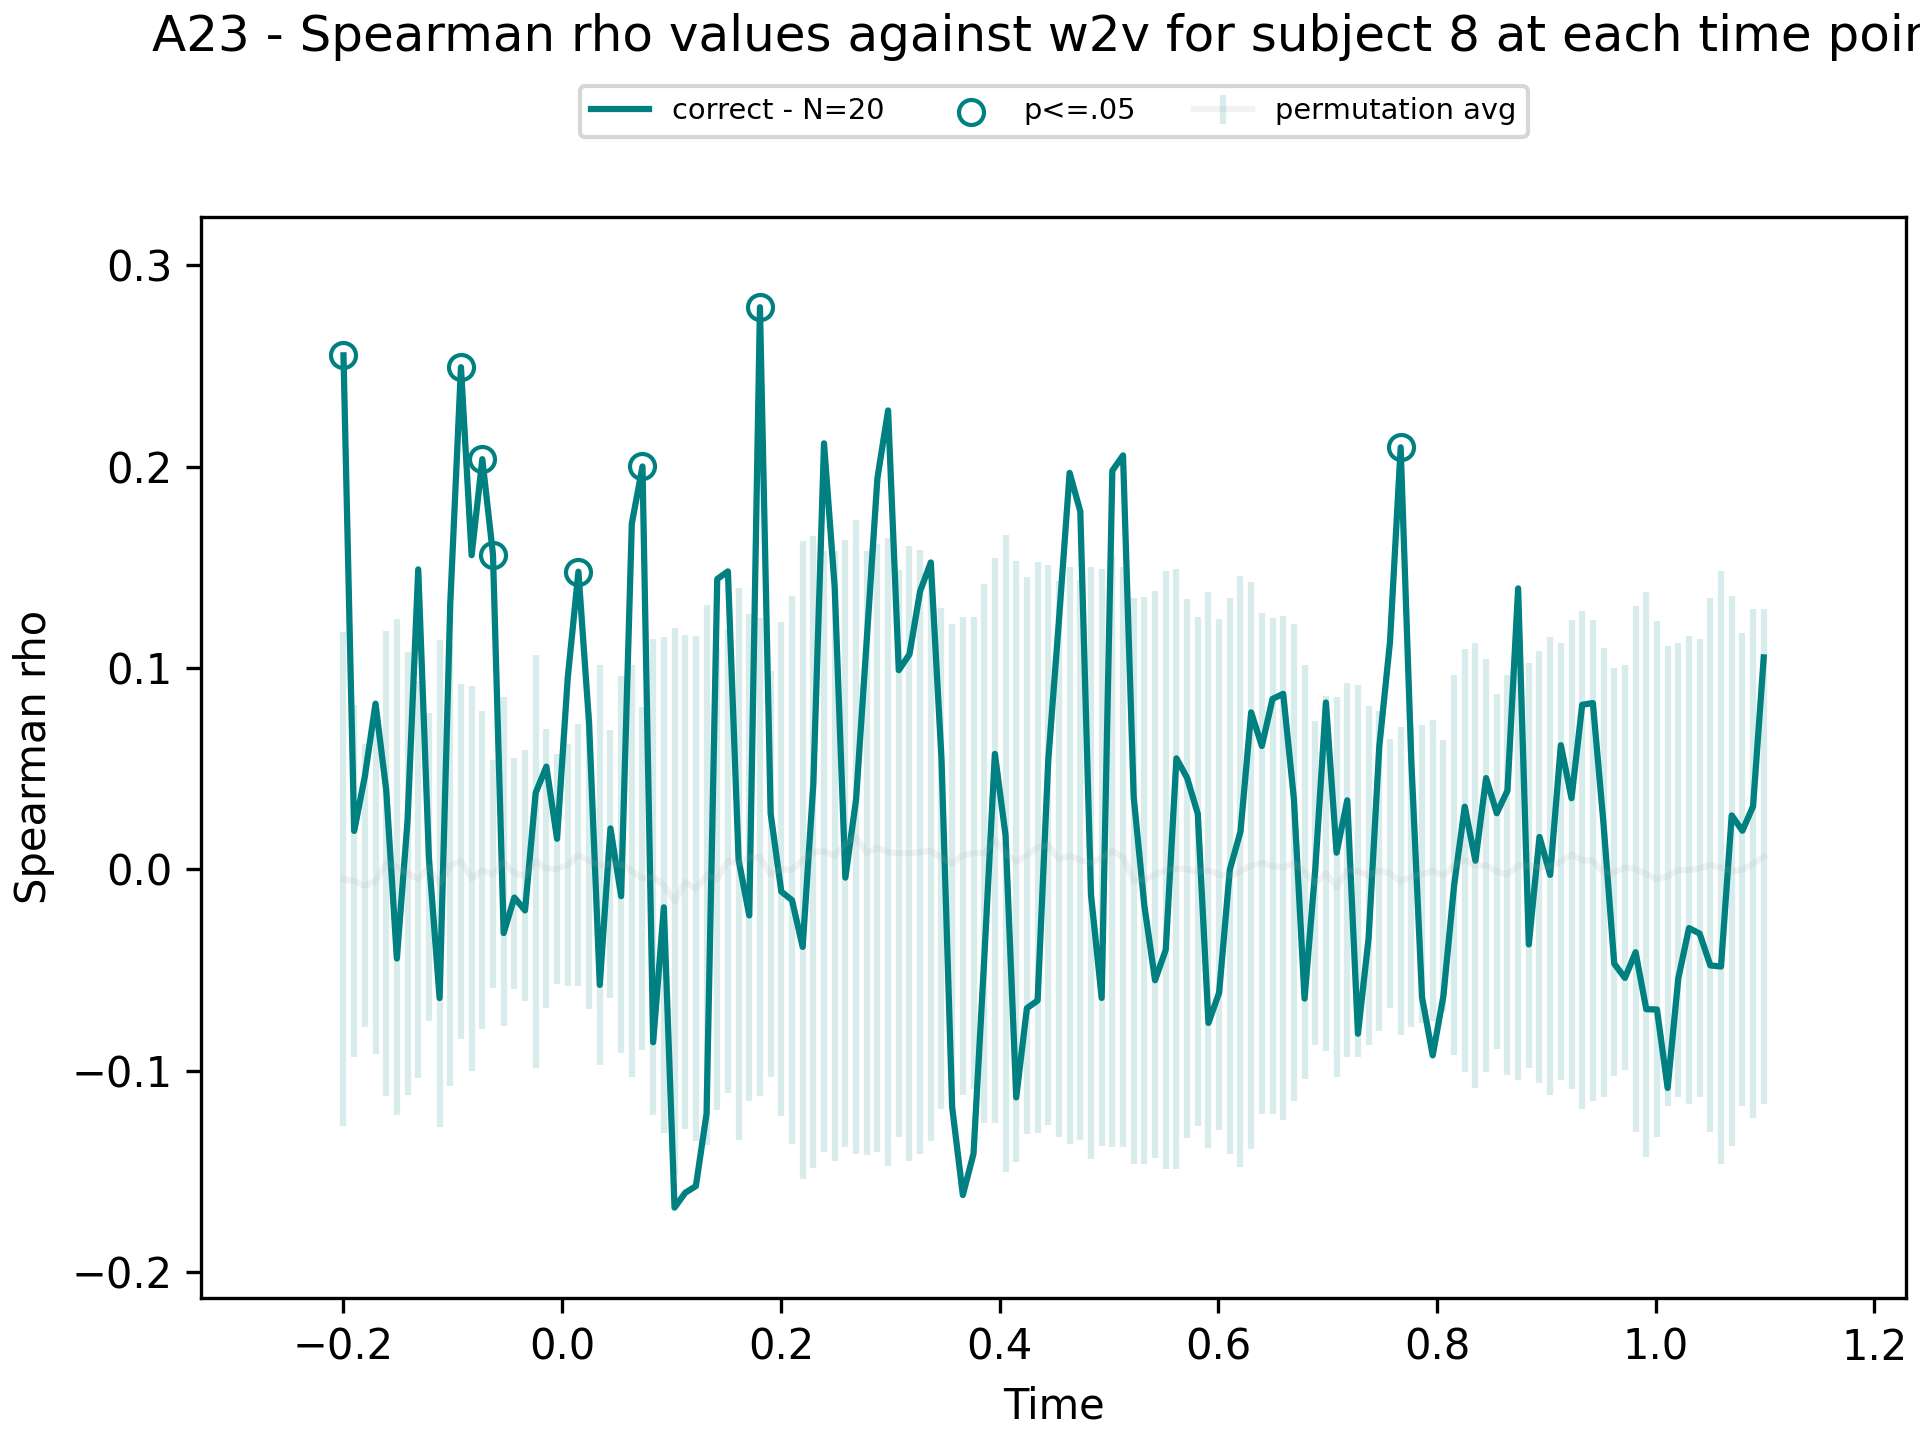 A23 - Spearman rho values against w2v for subject 8 at each time
correct - N=20 p<=.05 permutation avg
0.3
0.2
0.1
0.0
−0.1
−0.2
Spearman rho
−0.2 0.0 0.2 0.4 0.6 0.8 1.0 1.2
Time